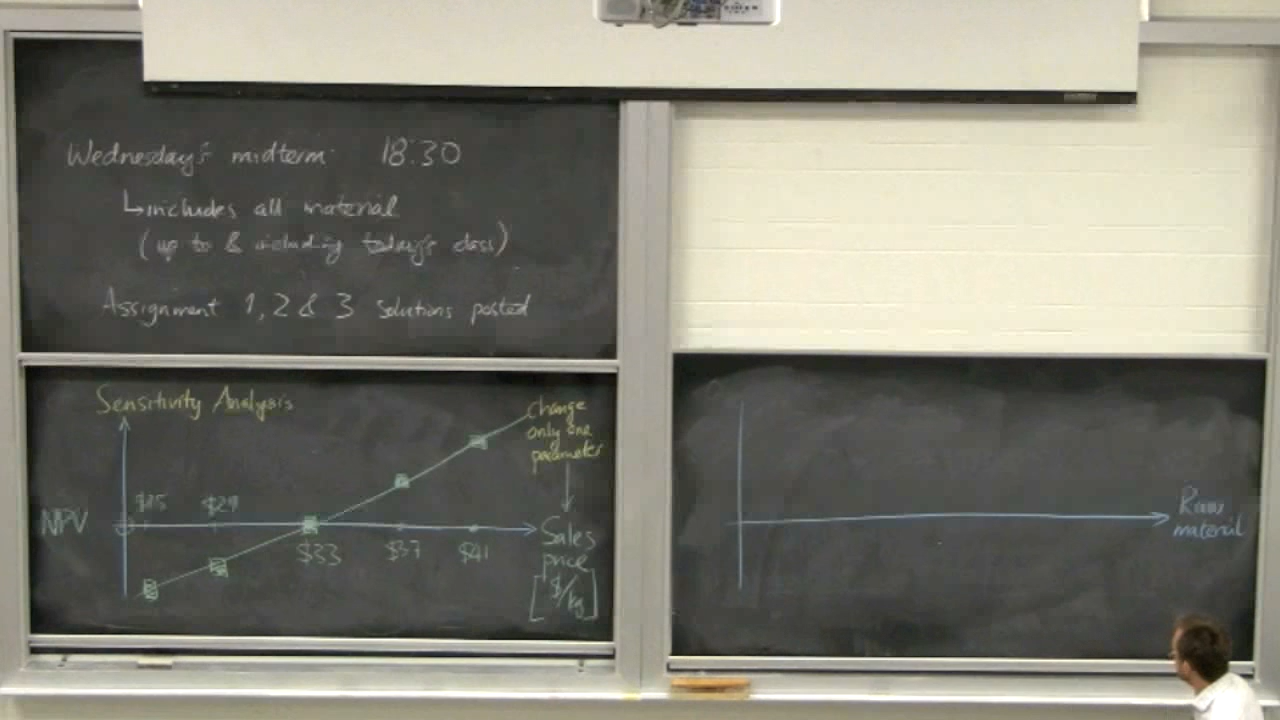 Wednesday's midterm 18:30
↳includes all material
(up to & including today's class)
Assignment 1, 2 & 3 solutions posted
Sensitivity Analysis
change
only one
parameter
NPV
$29
$33
$37
$41
Sales
price
[$/kg]
Raw
material